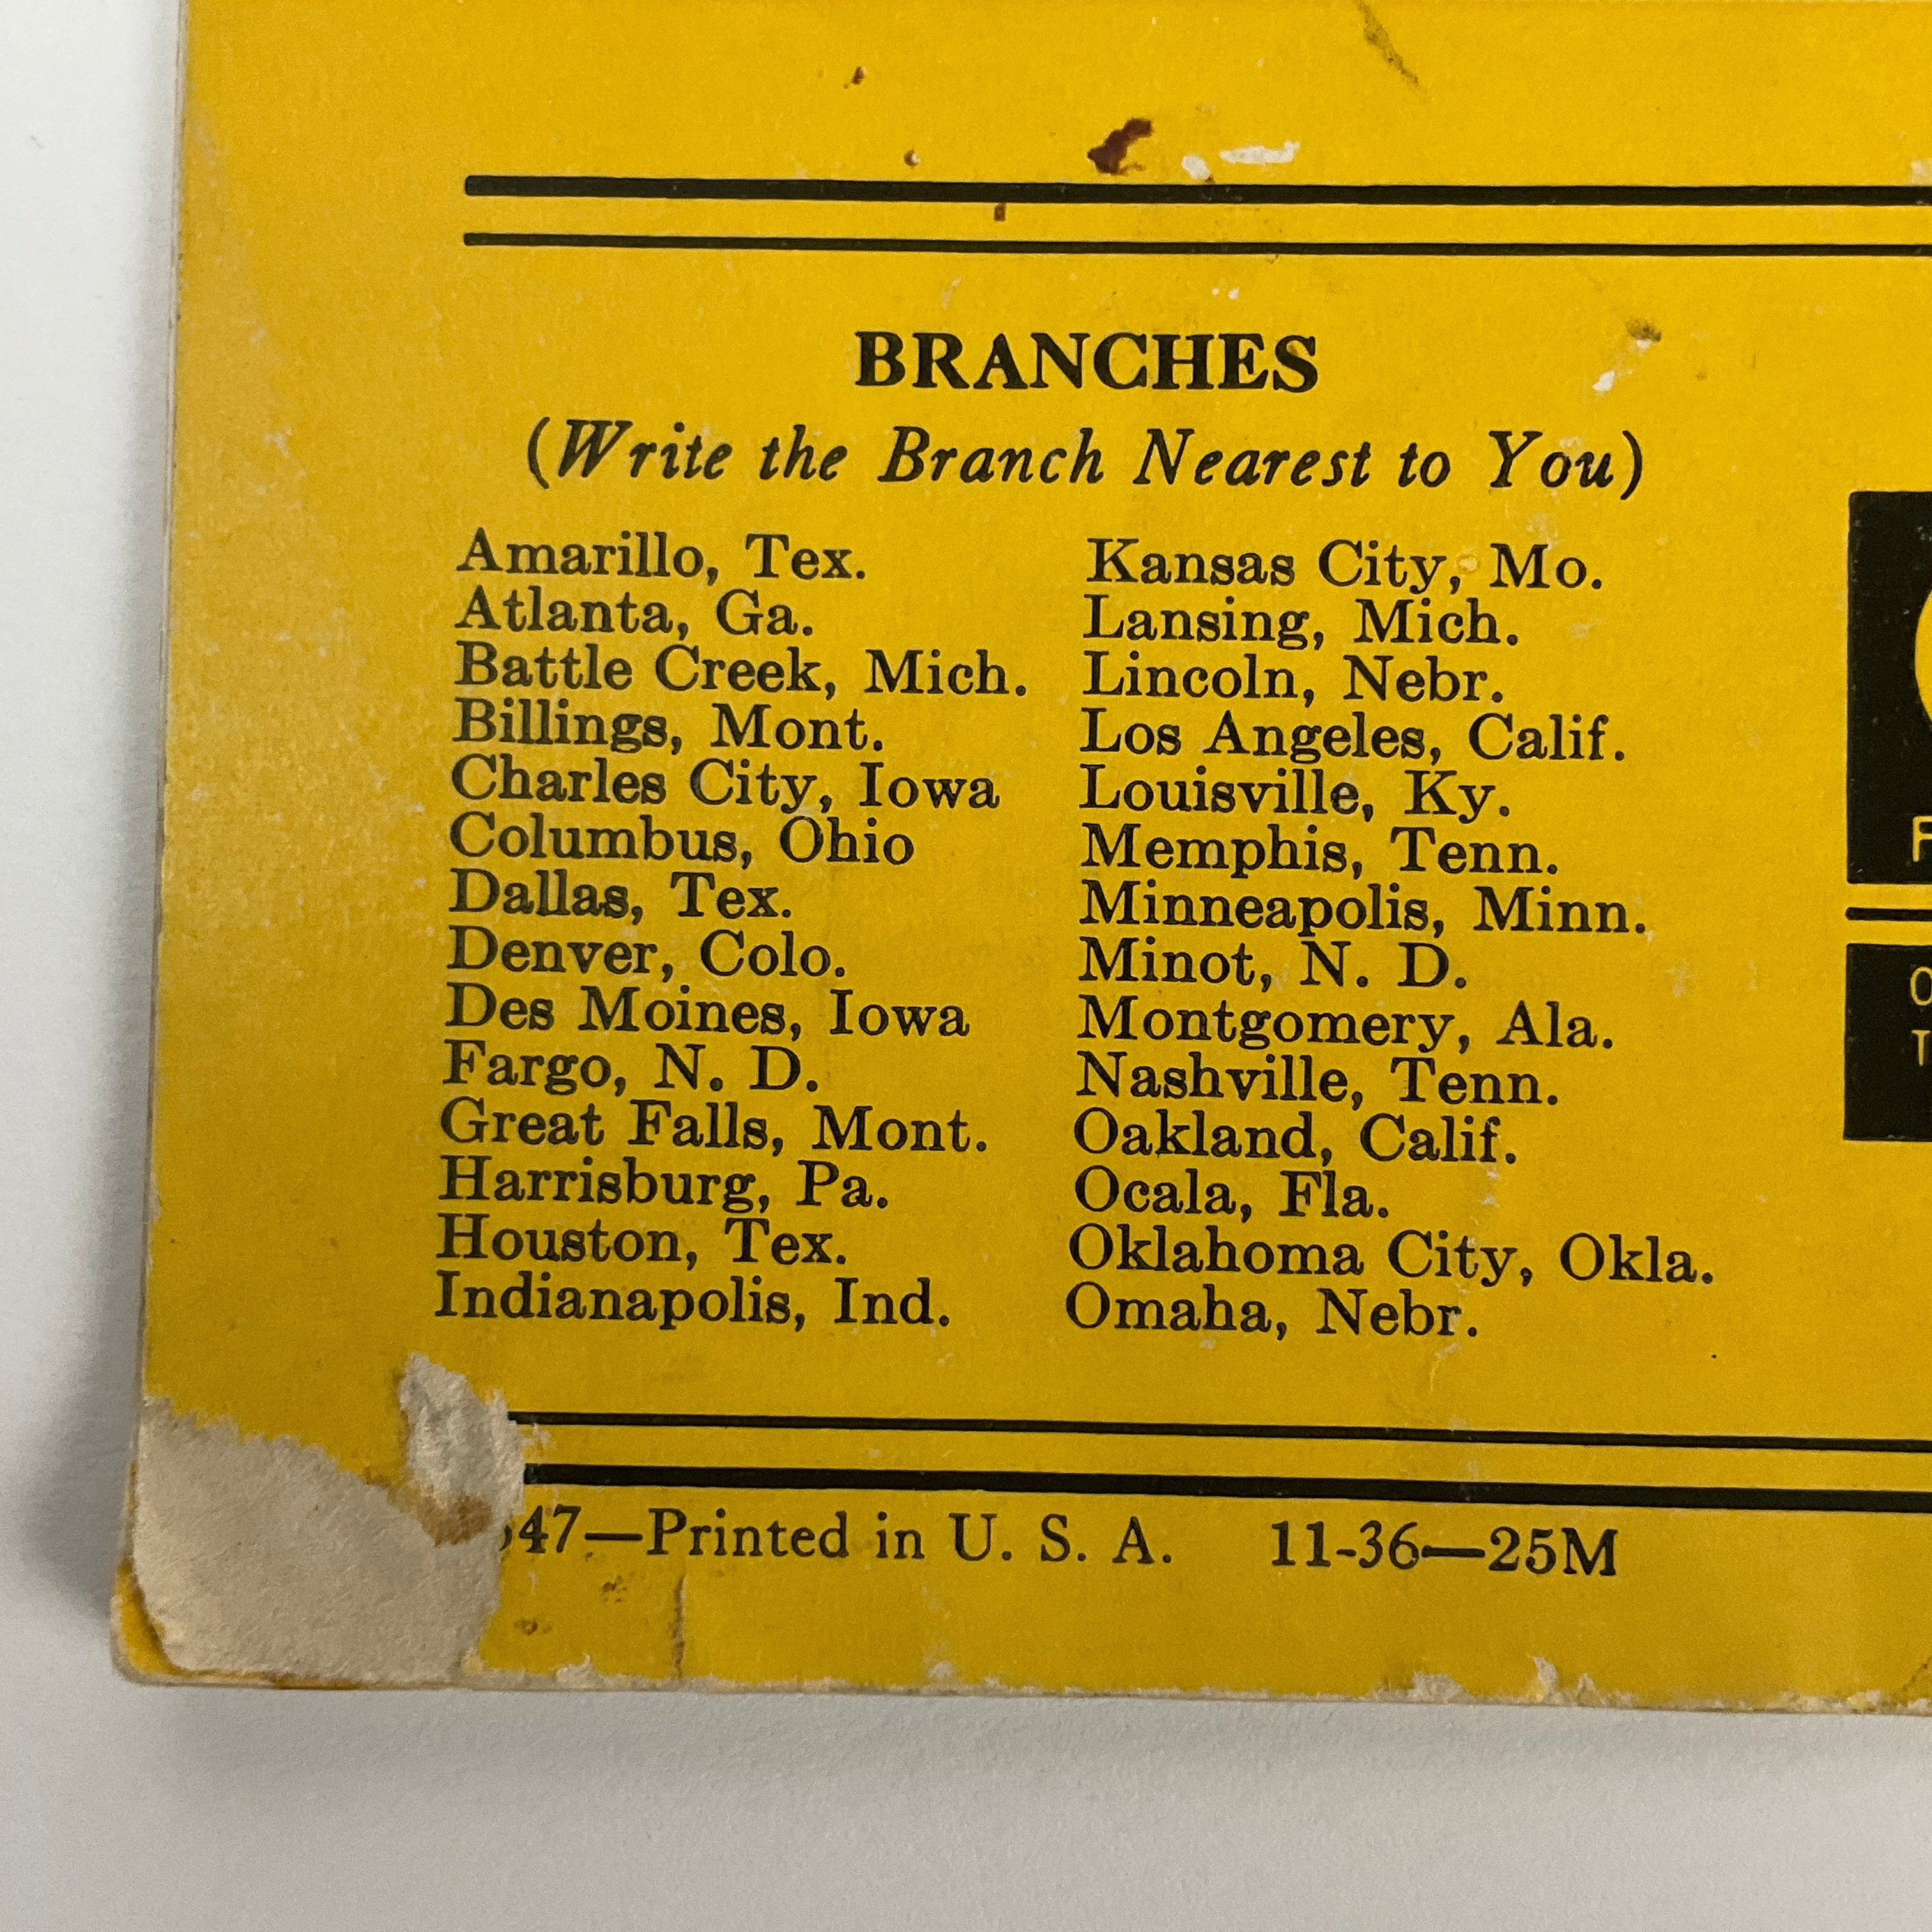 BRANCHES
(Write the Branch Nearest to You)
Amarillo, Tex.
Atlanta, Ga.
Battle Creek, Mich.
Billings, Mont.
Charles City, Iowa
Columbus, Ohio
Dallas, Tex.
Denver, Colo.
Des Moines, Iowa
Fargo, N. D.
Great Falls, Mont.
Harrisburg, Pa.
Houston, Tex.
Indianapolis, Ind.
Kansas City, Mo.
Lansing, Mich.
Lincoln, Nebr.
Los Angeles, Calif.
Louisville, Ky.
Memphis, Tenn.
Minneapolis, Minn.
Minot, N. D.
Montgomery, Ala.
Nashville, Tenn.
Oakland, Calif.
Ocala, Fla.
Oklahoma City, Okla.
Omaha, Nebr.
47—Printed in U. S. A. 11-36—25M